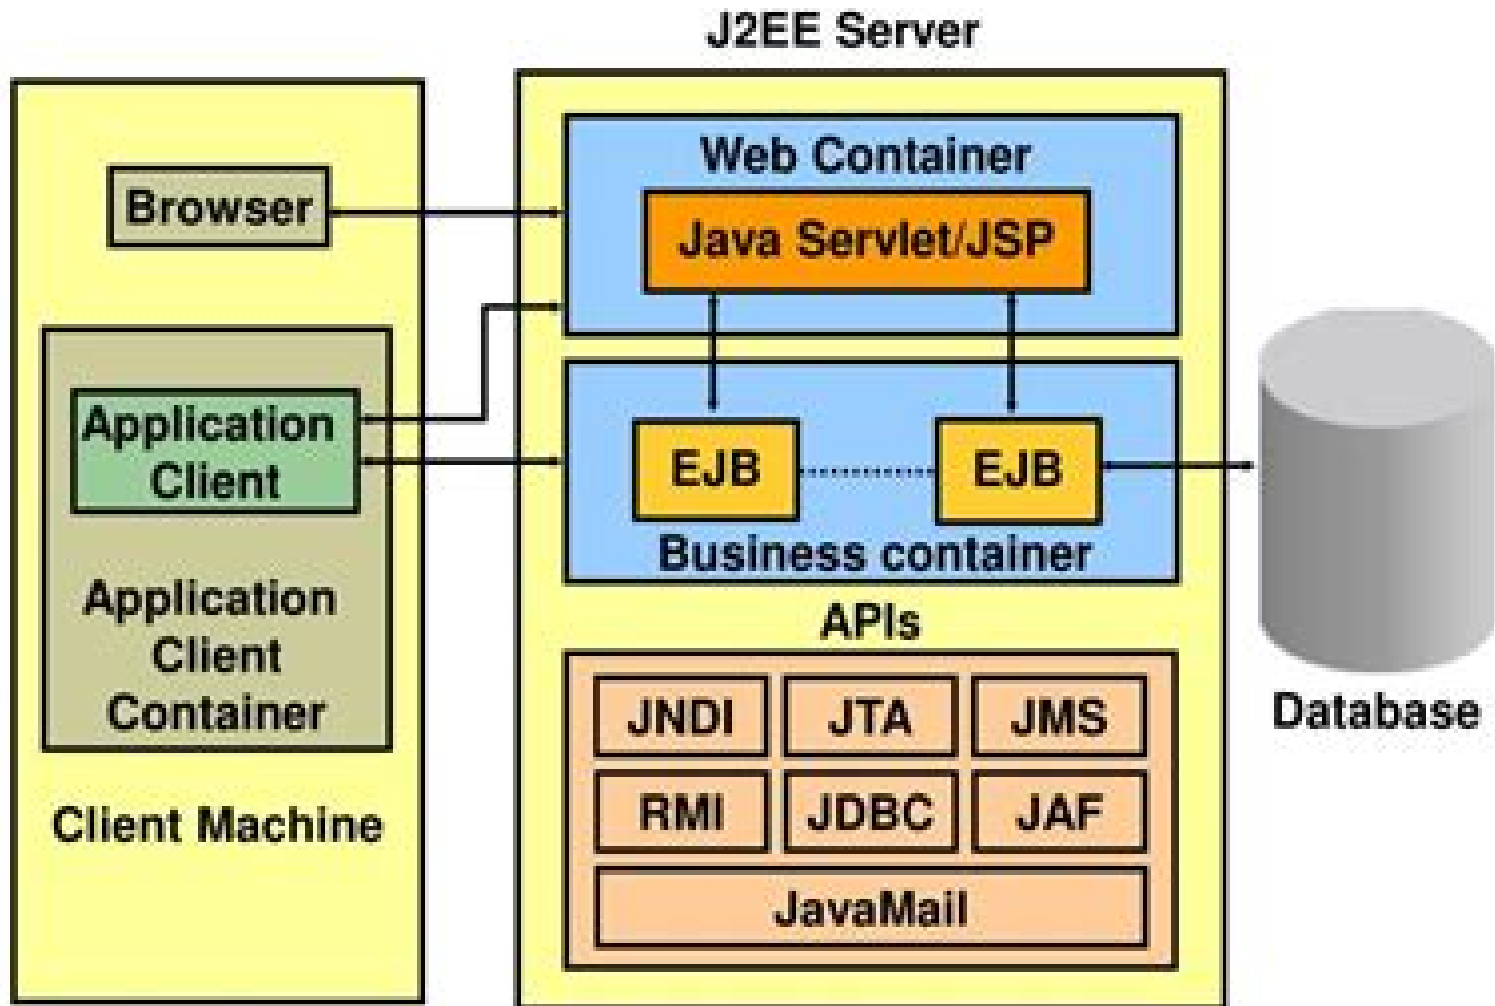 J2EE Server
Browser
Application
Client
Application
Client
Container
Client Machine
Web Container
Java Servlet/JSP
EJB
EJB
Business container
APIs
JNDI
JTA
JMS
RMI
JDBC
JAF
JavaMail
Database